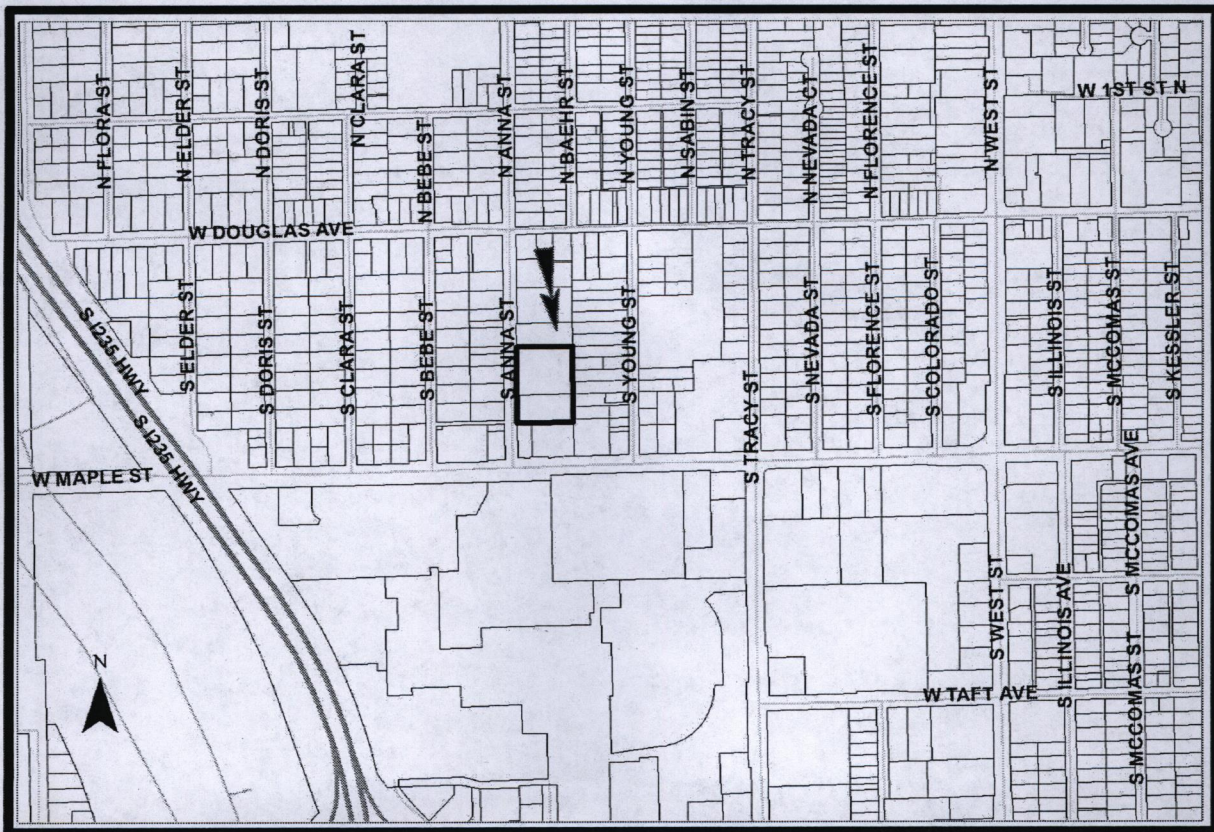 N FLORA ST
N ELDER ST
N DORIS ST
N CLARA ST
N BEBE ST
N ANNA ST
N BAEHR ST
N YOUNG ST
N SABIN ST
N TRACY ST
N NEVADA CT
N FLORENCE ST
N WEST ST
W 1ST ST N
W DOUGLAS AVE
S I235 HWY
S I235 HWY
S ELDER ST
S DORIS ST
S CLARA ST
S BEBE ST
S ANNA ST
S YOUNG ST
S TRACY ST
S NEVADA ST
S FLORENCE ST
S COLORADO ST
S ILLINOIS ST
S MCCOMAS ST
S KESSLER ST
W MAPLE ST
S MCCOMAS AVE
S WEST ST
S ILLINOIS AVE
W TAFT AVE
S MCCOMAS ST
N